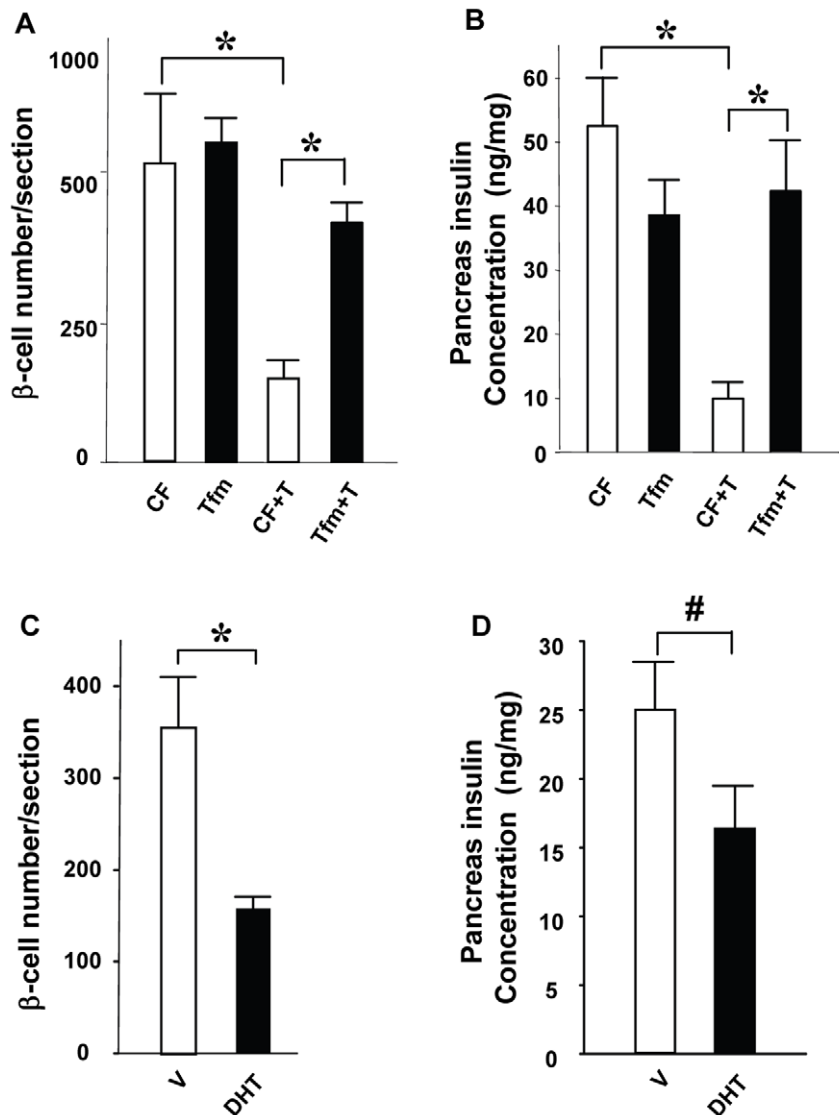 A
1000
500
250
0
β-cell number/section
*
*
CF
Tfm
CF+T
Tfm+T
B
60
50
40
30
20
10
0
Pancreas insulin
Concentration (ng/mg)
*
*
CF
Tfm
CF+T
Tfm+T
C
400
300
200
100
0
β-cell number/section
*
V
DHT
D
30
25
20
15
10
5
0
Pancreas insulin
Concentration (ng/mg)
#
V
DHT